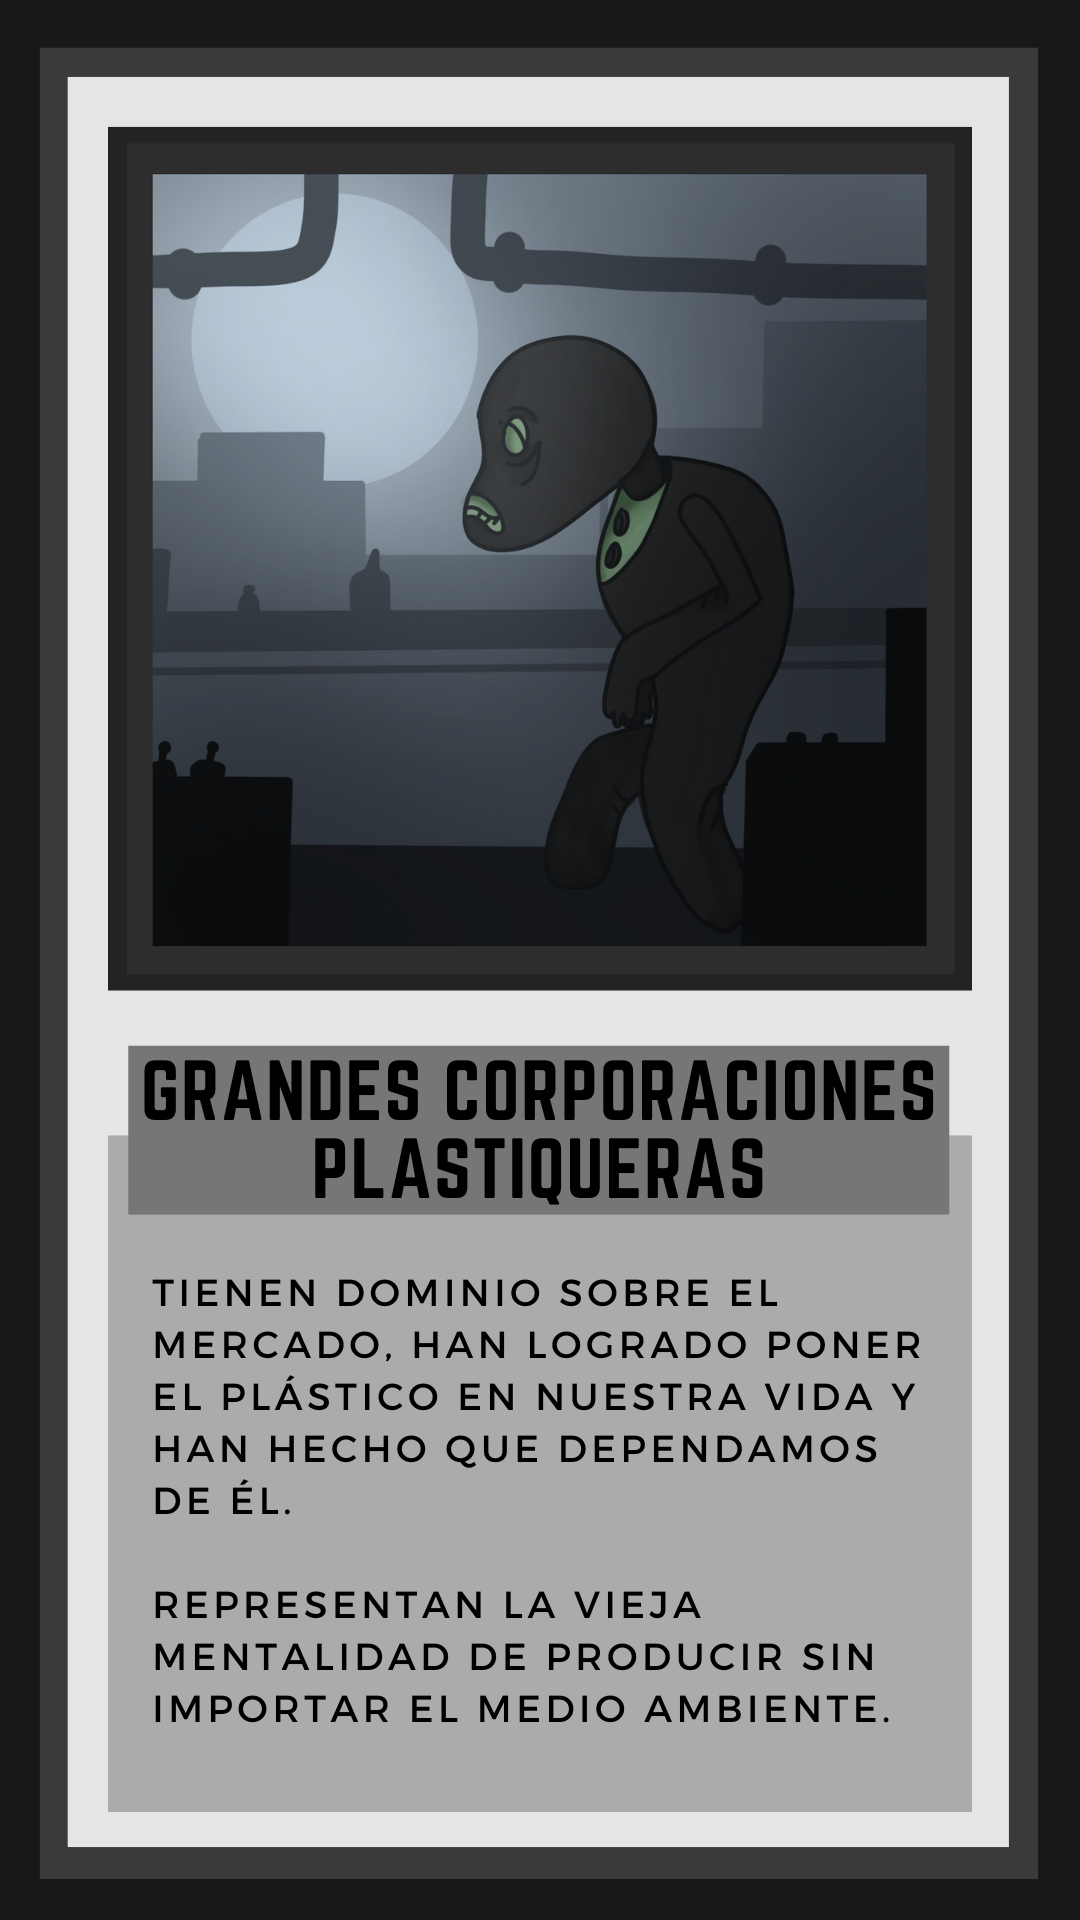 GRANDES CORPORACIONES
PLASTIQUERAS
TIENEN DOMINIO SOBRE EL
MERCADO, HAN LOGRADO PONER
EL PLÁSTICO EN NUESTRA VIDA Y
HAN HECHO QUE DEPENDAMOS
DE ÉL.
REPRESENTAN LA VIEJA
MENTALIDAD DE PRODUCIR SIN
IMPORTAR EL MEDIO AMBIENTE.